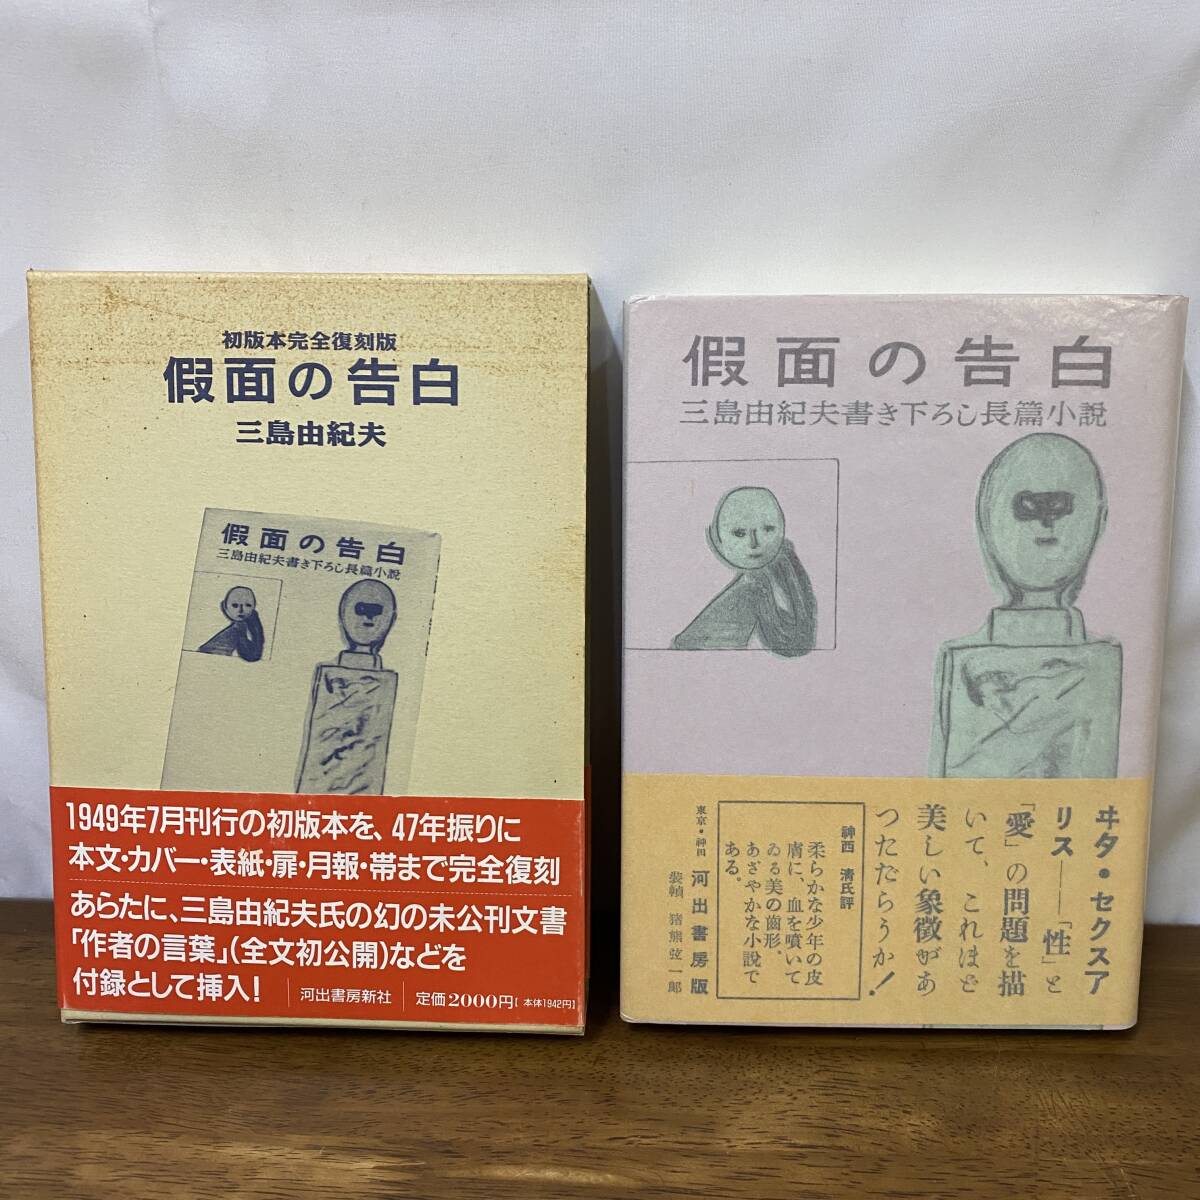 初版本完全復刻版
假面の告白
三島由紀夫
假面の告白
三島由紀夫書き下ろし長篇小説
1949年7月刊行の初版本を、47年振りに
本文・カバー・表紙・扉・月報・帯まで完全復刻
あらたに、三島由紀夫氏の幻の未公刊文書
「作者の言葉」(全文初公開)などを
付録として挿入!
河出書房新社
定価2000円[本体1942円]
假面の告白
三島由紀夫書き下ろし長篇小説
ヰタ・セクスア
リス――「性」と
「愛」の問題を描
いて、これほど
美しい象徴があ
つただらうか!
神西 清氏評
柔らかな少年の皮
膚に、血を噴いて
ゐる美の齒形。
あざやかな小説で
ある。
東京・神田 河出書房版
装幀 猪熊弦一郎